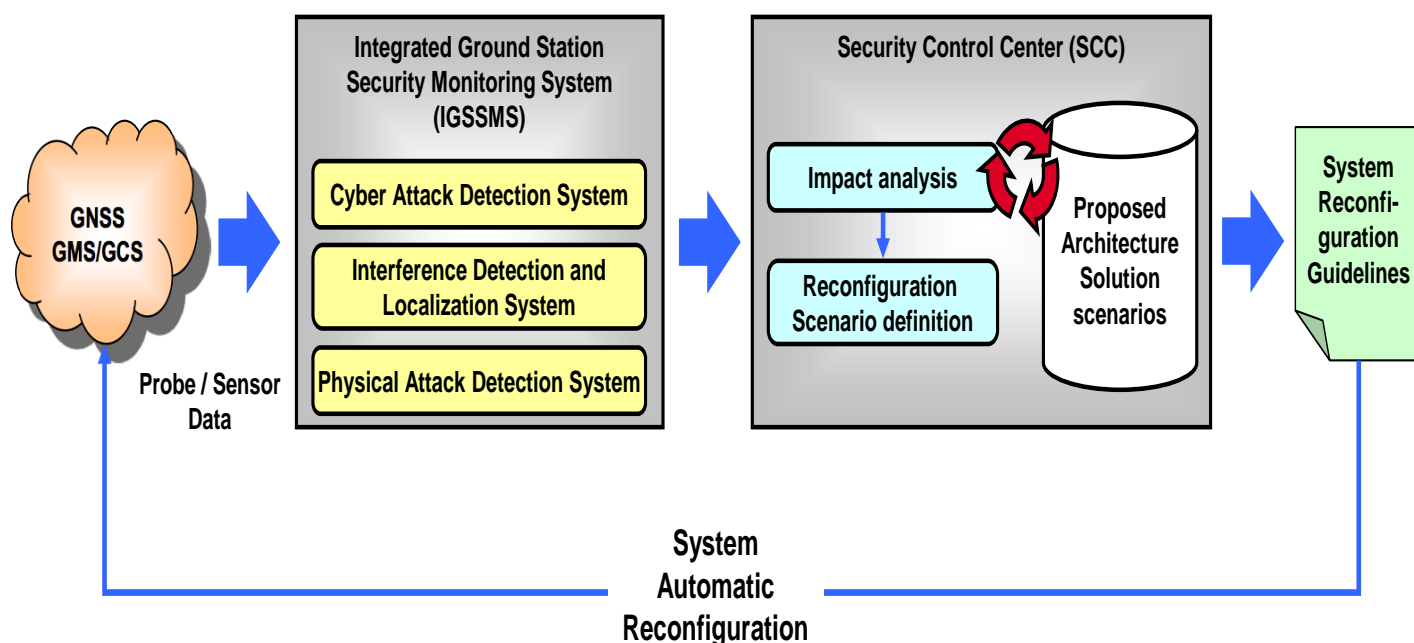 GNSS
GMS/GCS
Probe / Sensor
Data
Integrated Ground Station
Security Monitoring System
(IGSSMS)
Cyber Attack Detection System
Interference Detection and
Localization System
Physical Attack Detection System
Security Control Center (SCC)
Impact analysis
Reconfiguration
Scenario definition
Proposed
Architecture
Solution
scenarios
System
Reconfi-
guration
Guidelines
System
Automatic
Reconfiguration